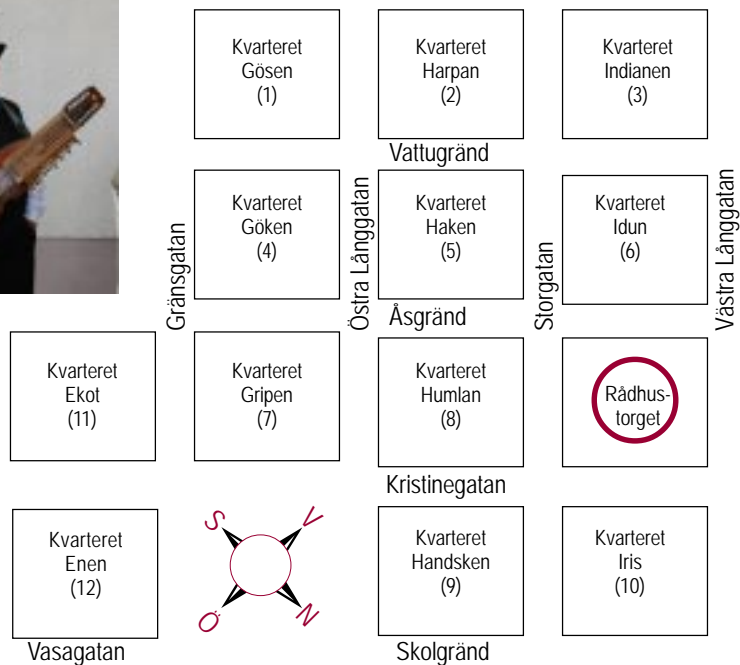 Kvarteret
Gösen
(1)
Kvarteret
Harpan
(2)
Kvarteret
Indianen
(3)
Vattugränd
Gränsgatan
Kvarteret
Göken
(4)
Östra Långgatan
Kvarteret
Haken
(5)
Storgatan
Kvarteret
Idun
(6)
Västra Långgatan
Åsgränd
Kvarteret
Ekot
(11)
Kvarteret
Gripen
(7)
Kvarteret
Humlan
(8)
Rådhus-
torget
Kristinegatan
Kvarteret
Enen
(12)
S
V
Ö
N
Kvarteret
Handsken
(9)
Kvarteret
Iris
(10)
Vasagatan
Skolgränd